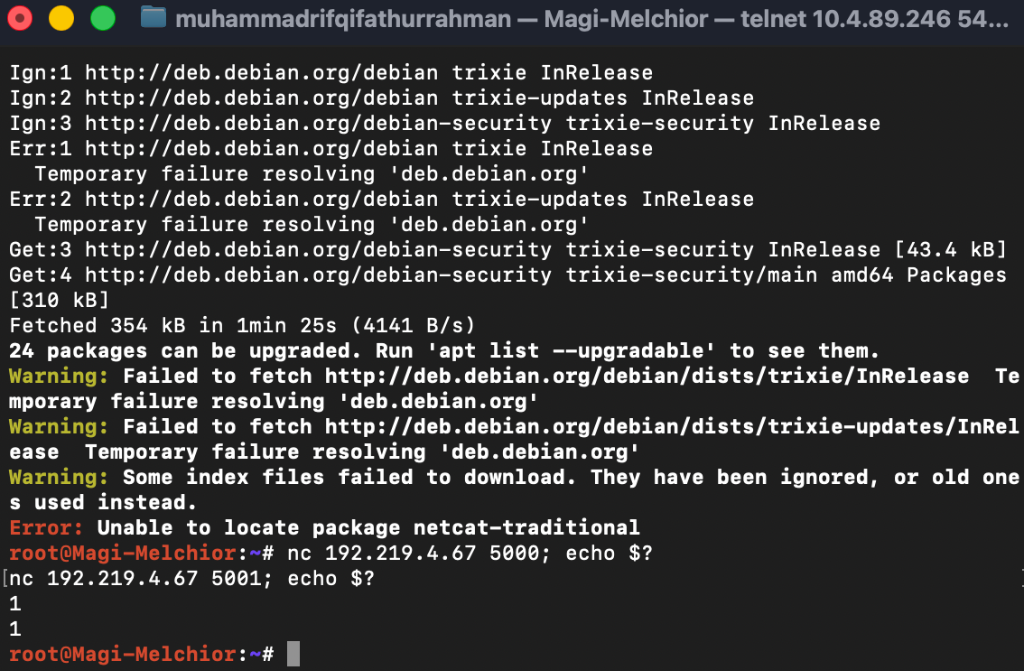 muhammadrifqifathurrahman — Magi-Melchior — telnet 10.4.89.246 54...
Ign:1 http://deb.debian.org/debian trixie InRelease
Ign:2 http://deb.debian.org/debian trixie-updates InRelease
Ign:3 http://deb.debian.org/debian-security trixie-security InRelease
Err:1 http://deb.debian.org/debian trixie InRelease
  Temporary failure resolving 'deb.debian.org'
Err:2 http://deb.debian.org/debian trixie-updates InRelease
  Temporary failure resolving 'deb.debian.org'
Get:3 http://deb.debian.org/debian-security trixie-security InRelease [43.4 kB]
Get:4 http://deb.debian.org/debian-security trixie-security/main amd64 Packages
[310 kB]
Fetched 354 kB in 1min 25s (4141 B/s)
24 packages can be upgraded. Run 'apt list --upgradable' to see them.
Warning: Failed to fetch http://deb.debian.org/debian/dists/trixie/InRelease  Te
mporary failure resolving 'deb.debian.org'
Warning: Failed to fetch http://deb.debian.org/debian/dists/trixie-updates/InRel
ease  Temporary failure resolving 'deb.debian.org'
Warning: Some index files failed to download. They have been ignored, or old one
s used instead.
Error: Unable to locate package netcat-traditional
root@Magi-Melchior:~# nc 192.219.4.67 5000; echo $?
[nc 192.219.4.67 5001; echo $?                                                  ]
1
1
root@Magi-Melchior:~#